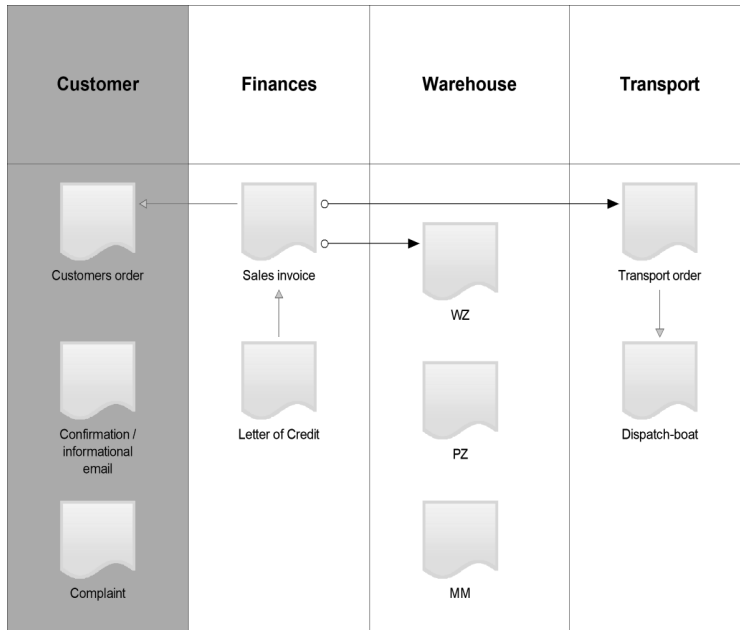 Customer
Finances
Warehouse
Transport
Customers order
Sales invoice
WZ
Transport order
Confirmation /
informational
email
Letter of Credit
PZ
Dispatch-boat
Complaint
MM